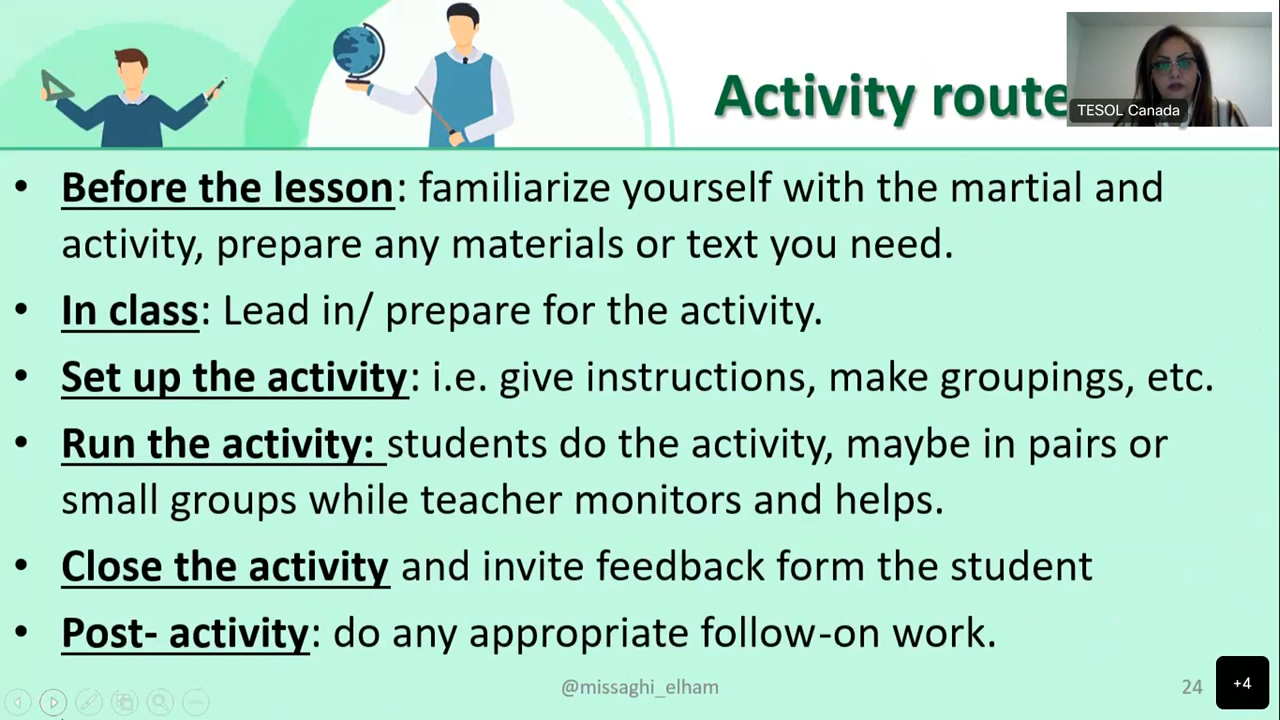 Activity route
TESOL Canada
• Before the lesson: familiarize yourself with the martial and
activity, prepare any materials or text you need.
• In class: Lead in/ prepare for the activity.
• Set up the activity: i.e. give instructions, make groupings, etc.
• Run the activity: students do the activity, maybe in pairs or
small groups while teacher monitors and helps.
• Close the activity and invite feedback form the student
• Post- activity: do any appropriate follow-on work.
@missaghi_elham
24
+4